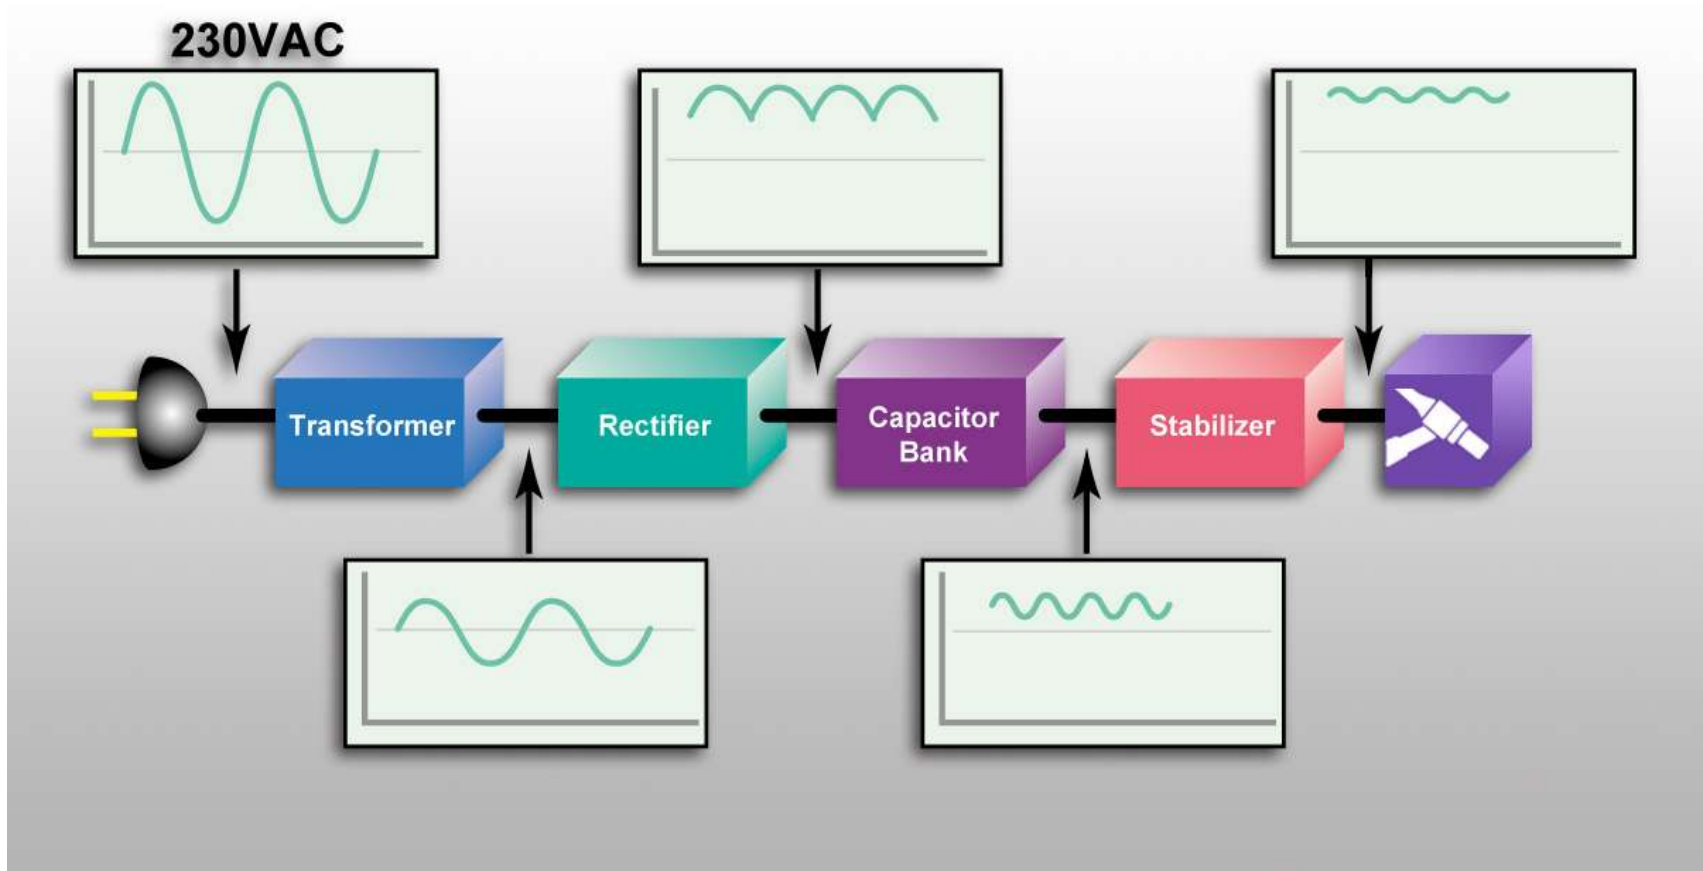 230VAC
Transformer
Rectifier
Capacitor
Bank
Stabilizer